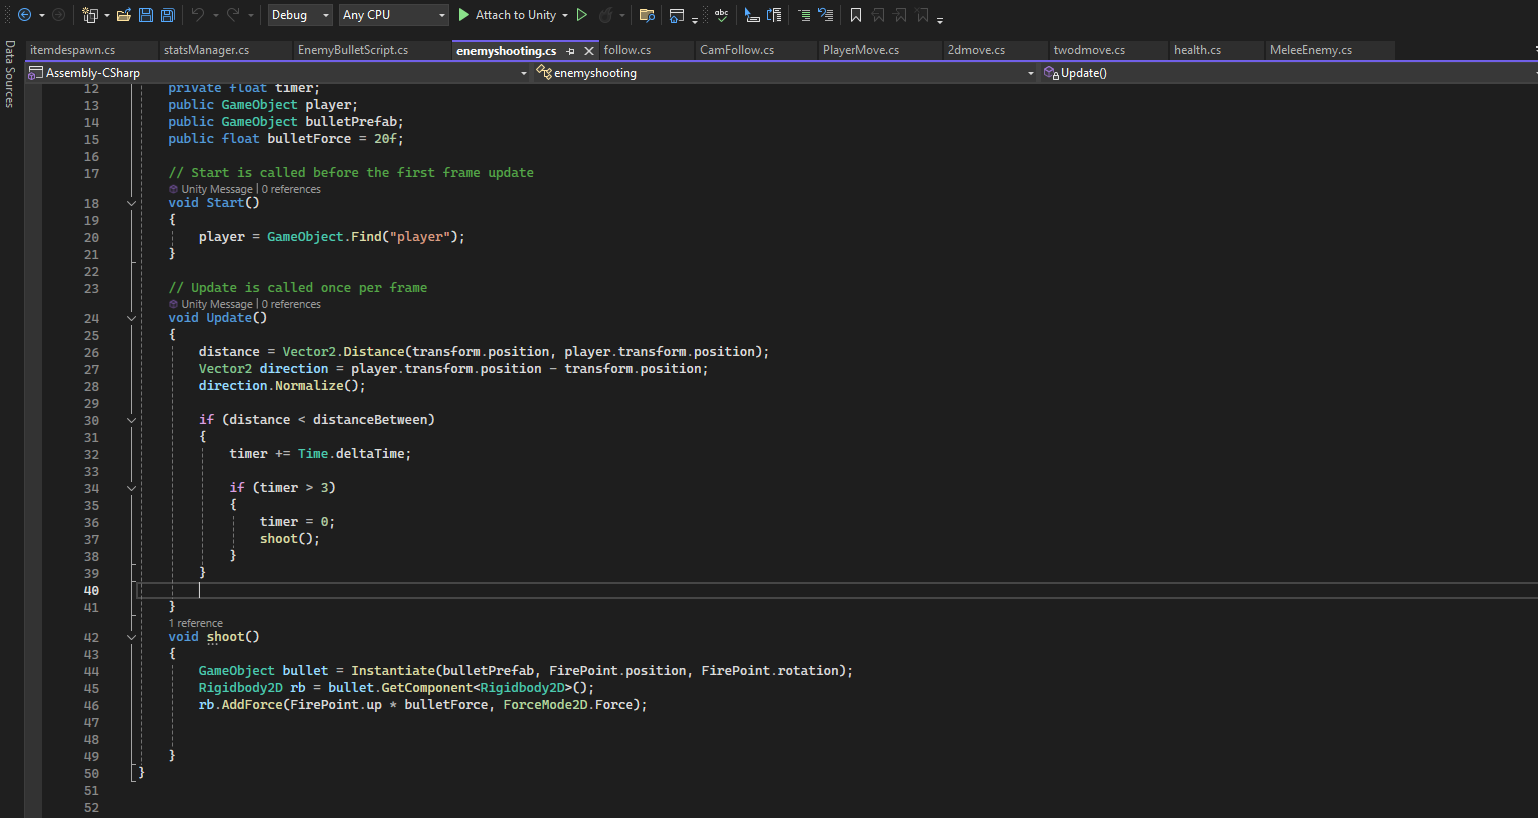 Debug Any CPU Attach to Unity abc
Data Sources
itemdespawn.cs statsManager.cs EnemyBulletScript.cs enemyshooting.cs follow.cs CamFollow.cs PlayerMove.cs 2dmove.cs twodmove.cs health.cs MeleeEnemy.cs
Assembly-CSharp enemyshooting Update()
12 private float timer;
13 public GameObject player;
14 public GameObject bulletPrefab;
15 public float bulletForce = 20f;
16
17 // Start is called before the first frame update
Unity Message | 0 references
18 void Start()
19 {
20 player = GameObject.Find("player");
21 }
22
23 // Update is called once per frame
Unity Message | 0 references
24 void Update()
25 {
26 distance = Vector2.Distance(transform.position, player.transform.position);
27 Vector2 direction = player.transform.position - transform.position;
28 direction.Normalize();
29
30 if (distance < distanceBetween)
31 {
32 timer += Time.deltaTime;
33
34 if (timer > 3)
35 {
36 timer = 0;
37 shoot();
38 }
39 }
40
41 }
1 reference
42 void shoot()
43 {
44 GameObject bullet = Instantiate(bulletPrefab, FirePoint.position, FirePoint.rotation);
45 Rigidbody2D rb = bullet.GetComponent<Rigidbody2D>();
46 rb.AddForce(FirePoint.up * bulletForce, ForceMode2D.Force);
47
48
49 }
50 }
51
52